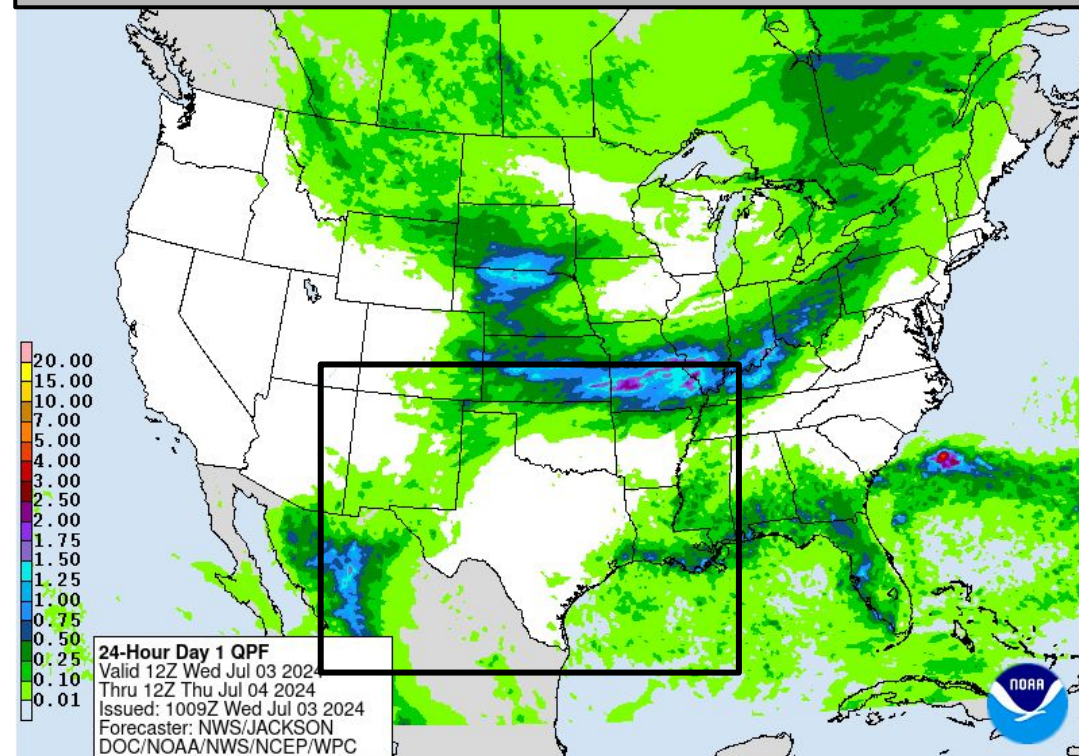 20.00
15.00
10.00
7.00
5.00
4.00
3.00
2.50
2.00
1.75
1.50
1.25
1.00
0.75
0.50
0.25
0.10
0.01
24-Hour Day 1 QPF
Valid 12Z Wed Jul 03 2024
Thru 12Z Thu Jul 04 2024
Issued: 1009Z Wed Jul 03 2024
Forecaster: NWS/JACKSON
DOC/NOAA/NWS/NCEP/WPC
NOAA